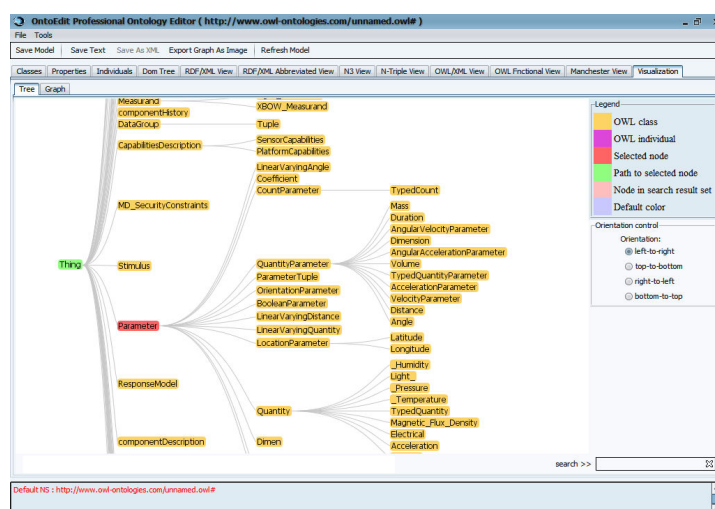 OntoEdit Professional Ontology Editor ( http://www.owl-ontologies.com/unnamed.owl# )
File Tools
Save Model Save Text Save As XML Export Graph As Image Refresh Model
Classes Properties Individuals Dom Tree RDF/XML View RDF/XML Abbreviated View N3 View N-Triple View OWL/XML View OWL Fnctional View Manchester View Visualization
Tree Graph
Measurand
XBOW_Measurand
componentHistory
DataGroup
Tuple
CapabilitiesDescription
SensorCapabilities
PlatformCapabilities
LinearVaryingAngle
Coefficient
CountParameter
TypedCount
MD_SecurityConstraints
Mass
Duration
AngularVelocityParameter
Dimension
AngularAccelerationParameter
Thing
Stimulus
QuantityParameter
Volume
ParameterTuple
TypedQuantityParameter
OrientationParameter
AccelerationParameter
BooleanParameter
VelocityParameter
LinearVaryingDistance
Distance
Parameter
LinearVaryingQuantity
Angle
LocationParameter
Latitude
Longitude
_Humidity
Light_
ResponseModel
_Pressure
_Temperature
Quantity
TypedQuantity
Magnetic_Flux_Density
Electrical
componentDescription
Dimen
Acceleration
Legend
OWL class
OWL individual
Selected node
Path to selected node
Node in search result set
Default color
Orientation control
Orientation:
left-to-right
top-to-bottom
right-to-left
bottom-to-top
search >>
Default NS : http://www.owl-ontologies.com/unnamed.owl#